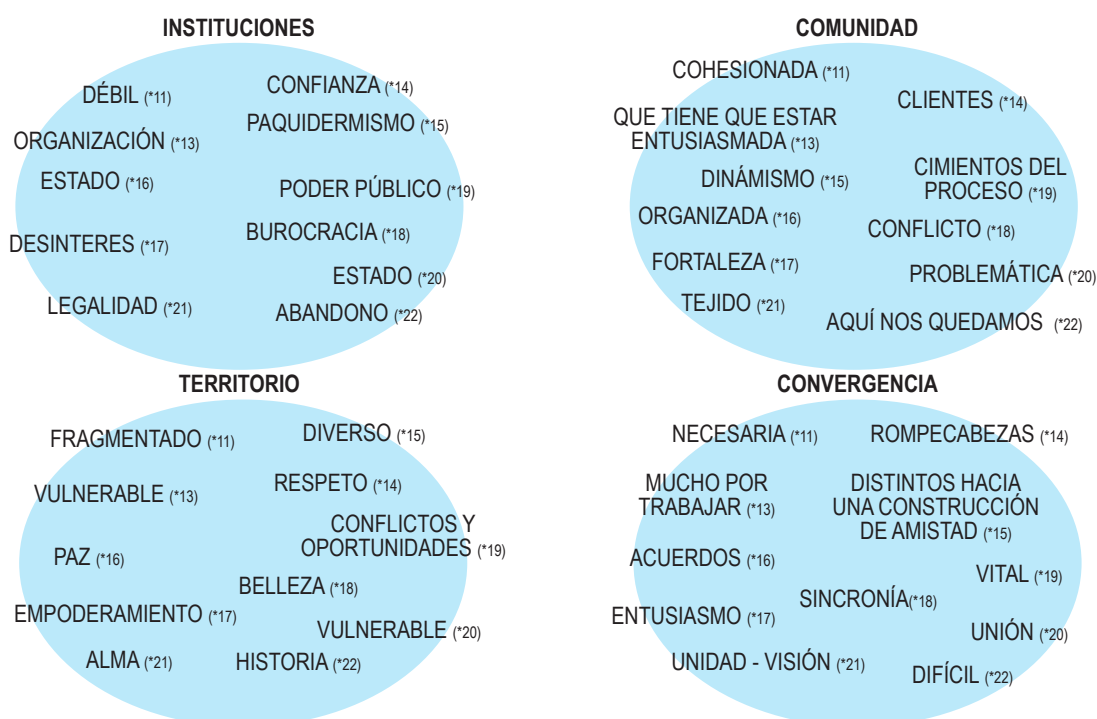 INSTITUCIONES
DÉBIL (*11)
CONFIANZA (*14)
PAQUIDERMISMO (*15)
ORGANIZACIÓN (*13)
ESTADO (*16)
PODER PÚBLICO (*19)
BUROCRACIA (*18)
DESINTERES (*17)
ESTADO (*20)
LEGALIDAD (*21)
ABANDONO (*22)
COMUNIDAD
COHESIONADA (*11)
CLIENTES (*14)
QUE TIENE QUE ESTAR
ENTUSIASMADA (*13)
DINÁMISMO (*15)
CIMIENTOS DEL
PROCESO (*19)
ORGANIZADA (*16)
CONFLICTO (*18)
FORTALEZA (*17)
PROBLEMÁTICA (*20)
TEJIDO (*21)
AQUÍ NOS QUEDAMOS (*22)
TERRITORIO
FRAGMENTADO (*11)
DIVERSO (*15)
VULNERABLE (*13)
RESPETO (*14)
CONFLICTOS Y
OPORTUNIDADES (*19)
PAZ (*16)
BELLEZA (*18)
EMPODERAMIENTO (*17)
VULNERABLE (*20)
ALMA (*21)
HISTORIA (*22)
CONVERGENCIA
NECESARIA (*11)
ROMPECABEZAS (*14)
MUCHO POR
TRABAJAR (*13)
DISTINTOS HACIA
UNA CONSTRUCCIÓN
DE AMISTAD (*15)
ACUERDOS (*16)
VITAL (*19)
SINCRONÍA(*18)
ENTUSIASMO (*17)
UNIÓN (*20)
UNIDAD - VISIÓN (*21)
DIFÍCIL (*22)